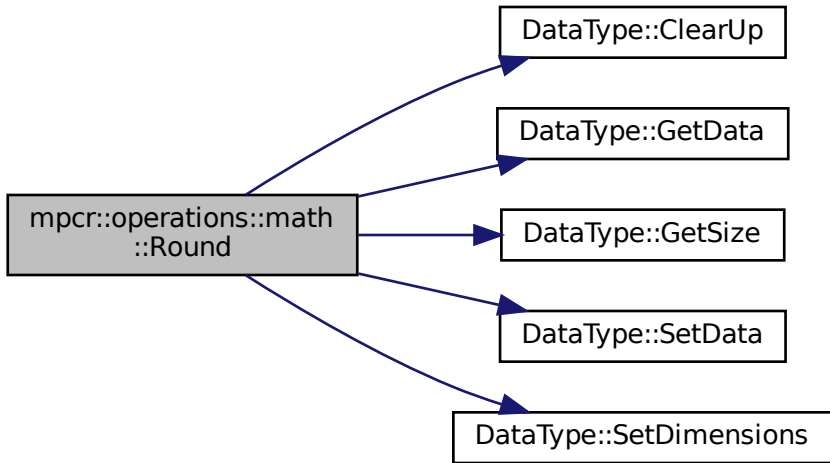 mpcr::operations::math
::Round
DataType::ClearUp
DataType::GetData
DataType::GetSize
DataType::SetData
DataType::SetDimensions